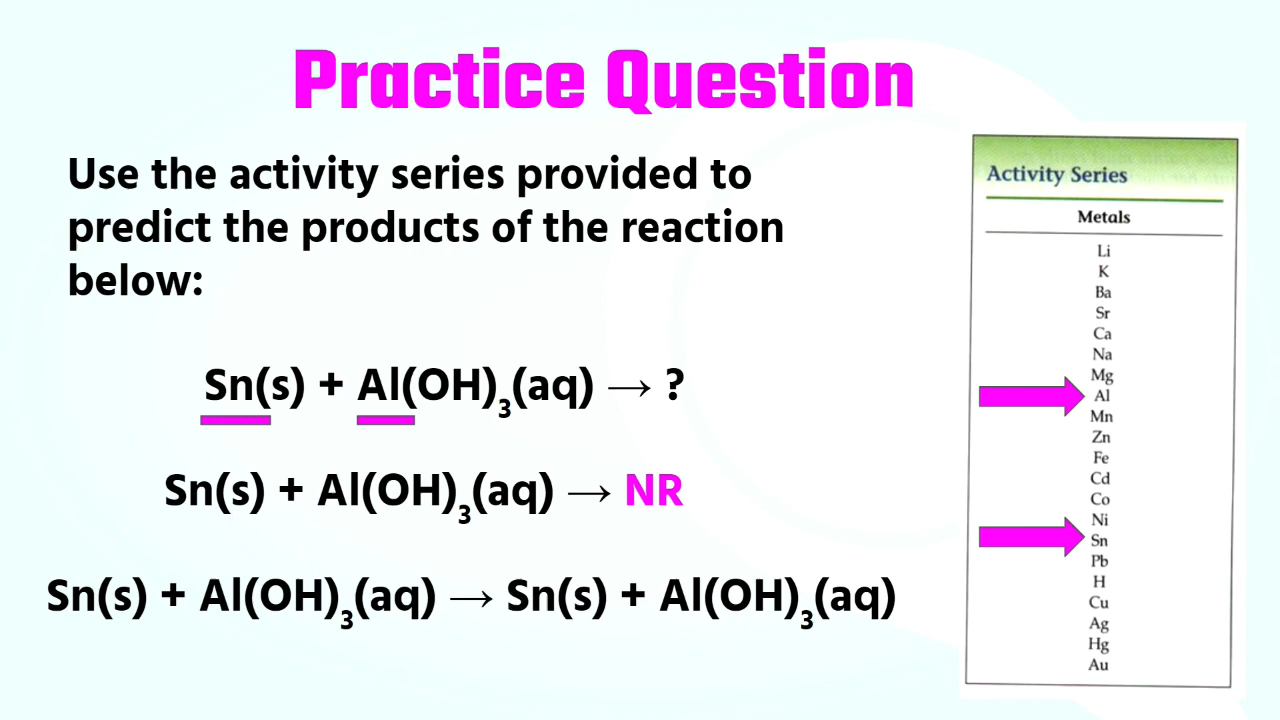 Practice Question
Use the activity series provided to
predict the products of the reaction
below:
Sn(s) + Al(OH)₃(aq) → ?
Sn(s) + Al(OH)₃(aq) → NR
Sn(s) + Al(OH)₃(aq) → Sn(s) + Al(OH)₃(aq)
Activity Series
Metals
Li
K
Ba
Sr
Ca
Na
Mg
Al
Mn
Zn
Fe
Cd
Co
Ni
Sn
Pb
H
Cu
Ag
Hg
Au